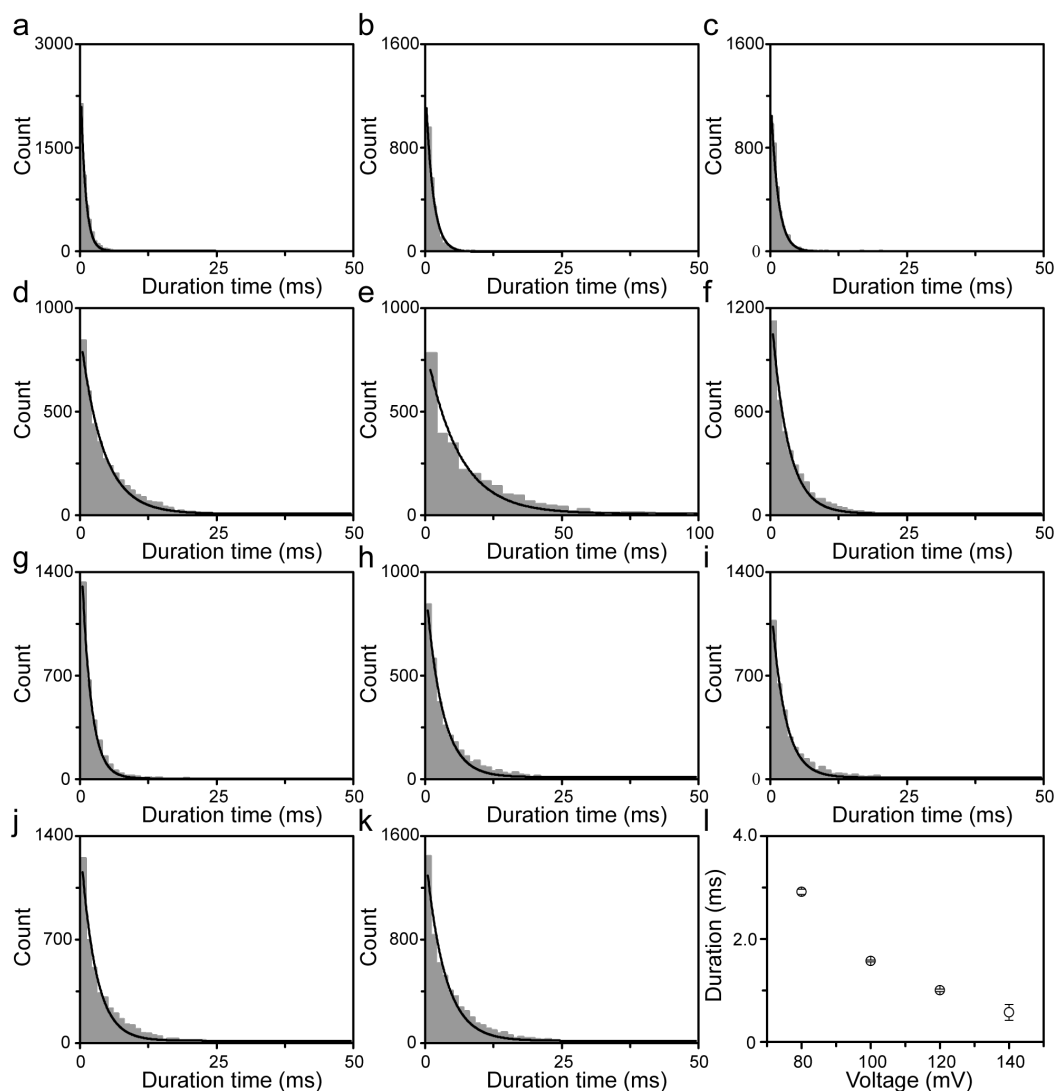 a
3000
1500
0
Count
0 25 50
Duration time (ms)
b
1600
800
0
Count
0 25 50
Duration time (ms)
c
1600
800
0
Count
0 25 50
Duration time (ms)
d
1000
500
0
Count
0 25 50
Duration time (ms)
e
1000
500
0
Count
0 50 100
Duration time (ms)
f
1200
600
0
Count
0 25 50
Duration time (ms)
g
1400
700
0
Count
0 25 50
Duration time (ms)
h
1000
500
0
Count
0 25 50
Duration time (ms)
i
1400
700
0
Count
0 25 50
Duration time (ms)
j
1400
700
0
Count
0 25 50
Duration time (ms)
k
1600
800
0
Count
0 25 50
Duration time (ms)
l
4.0
2.0
0
Duration (ms)
80 100 120 140
Voltage (mV)